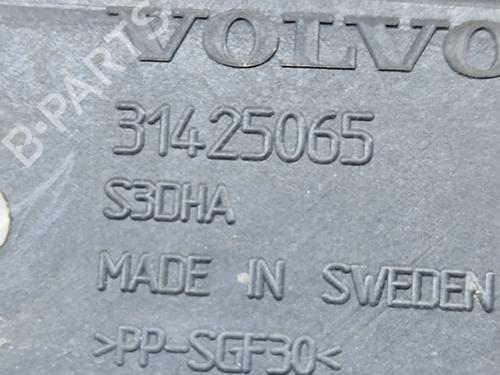 VOLVO
31425065
S3DHA
MADE IN SWEDEN
>PP-SGF30<
B-PARTS